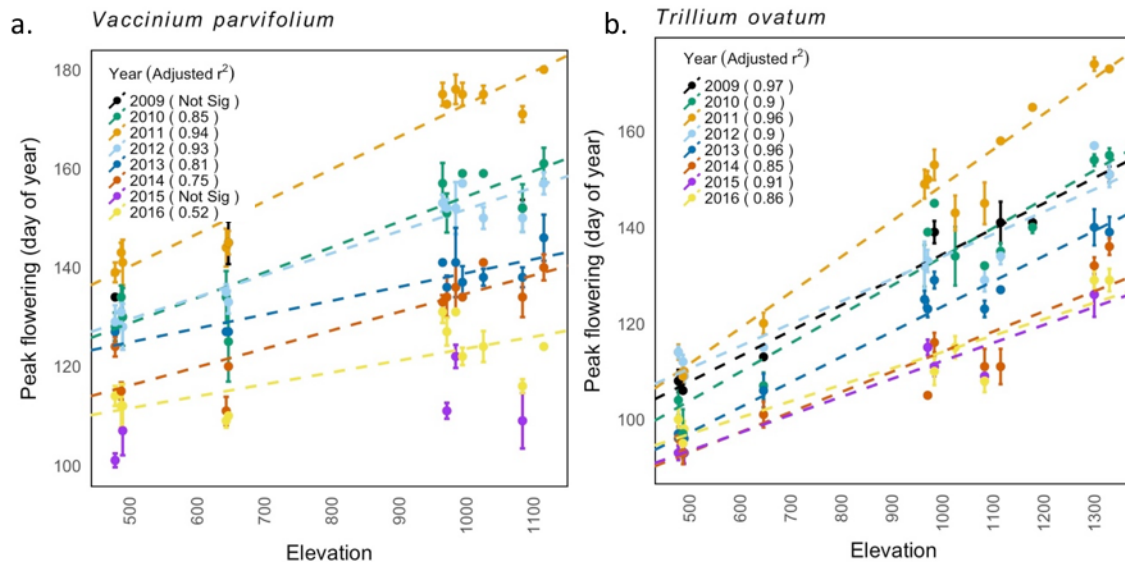 a.
Vaccinium parvifolium
Peak flowering (day of year)
180
160
140
120
100
Year (Adjusted r²)
2009 ( Not Sig )
2010 ( 0.85 )
2011 ( 0.94 )
2012 ( 0.93 )
2013 ( 0.81 )
2014 ( 0.75 )
2015 ( Not Sig )
2016 ( 0.52 )
500
600
700
800
900
1000
1100
Elevation
b.
Trillium ovatum
Peak flowering (day of year)
160
140
120
100
Year (Adjusted r²)
2009 ( 0.97 )
2010 ( 0.9 )
2011 ( 0.96 )
2012 ( 0.9 )
2013 ( 0.96 )
2014 ( 0.85 )
2015 ( 0.91 )
2016 ( 0.86 )
500
600
700
800
900
1000
1100
1200
1300
Elevation